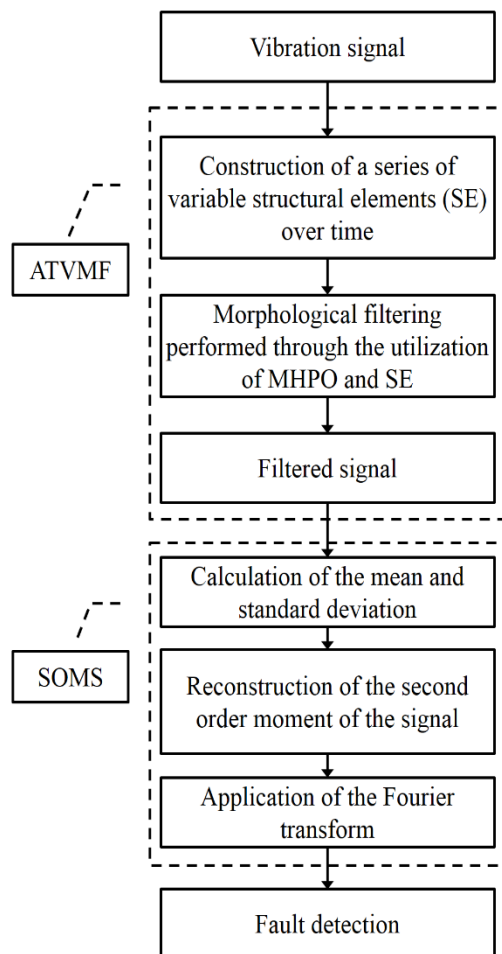 Vibration signal
Construction of a series of
variable structural elements (SE)
over time
ATVMF
Morphological filtering
performed through the utilization
of MHPO and SE
Filtered signal
Calculation of the mean and
standard deviation
SOMS
Reconstruction of the second
order moment of the signal
Application of the Fourier
transform
Fault detection